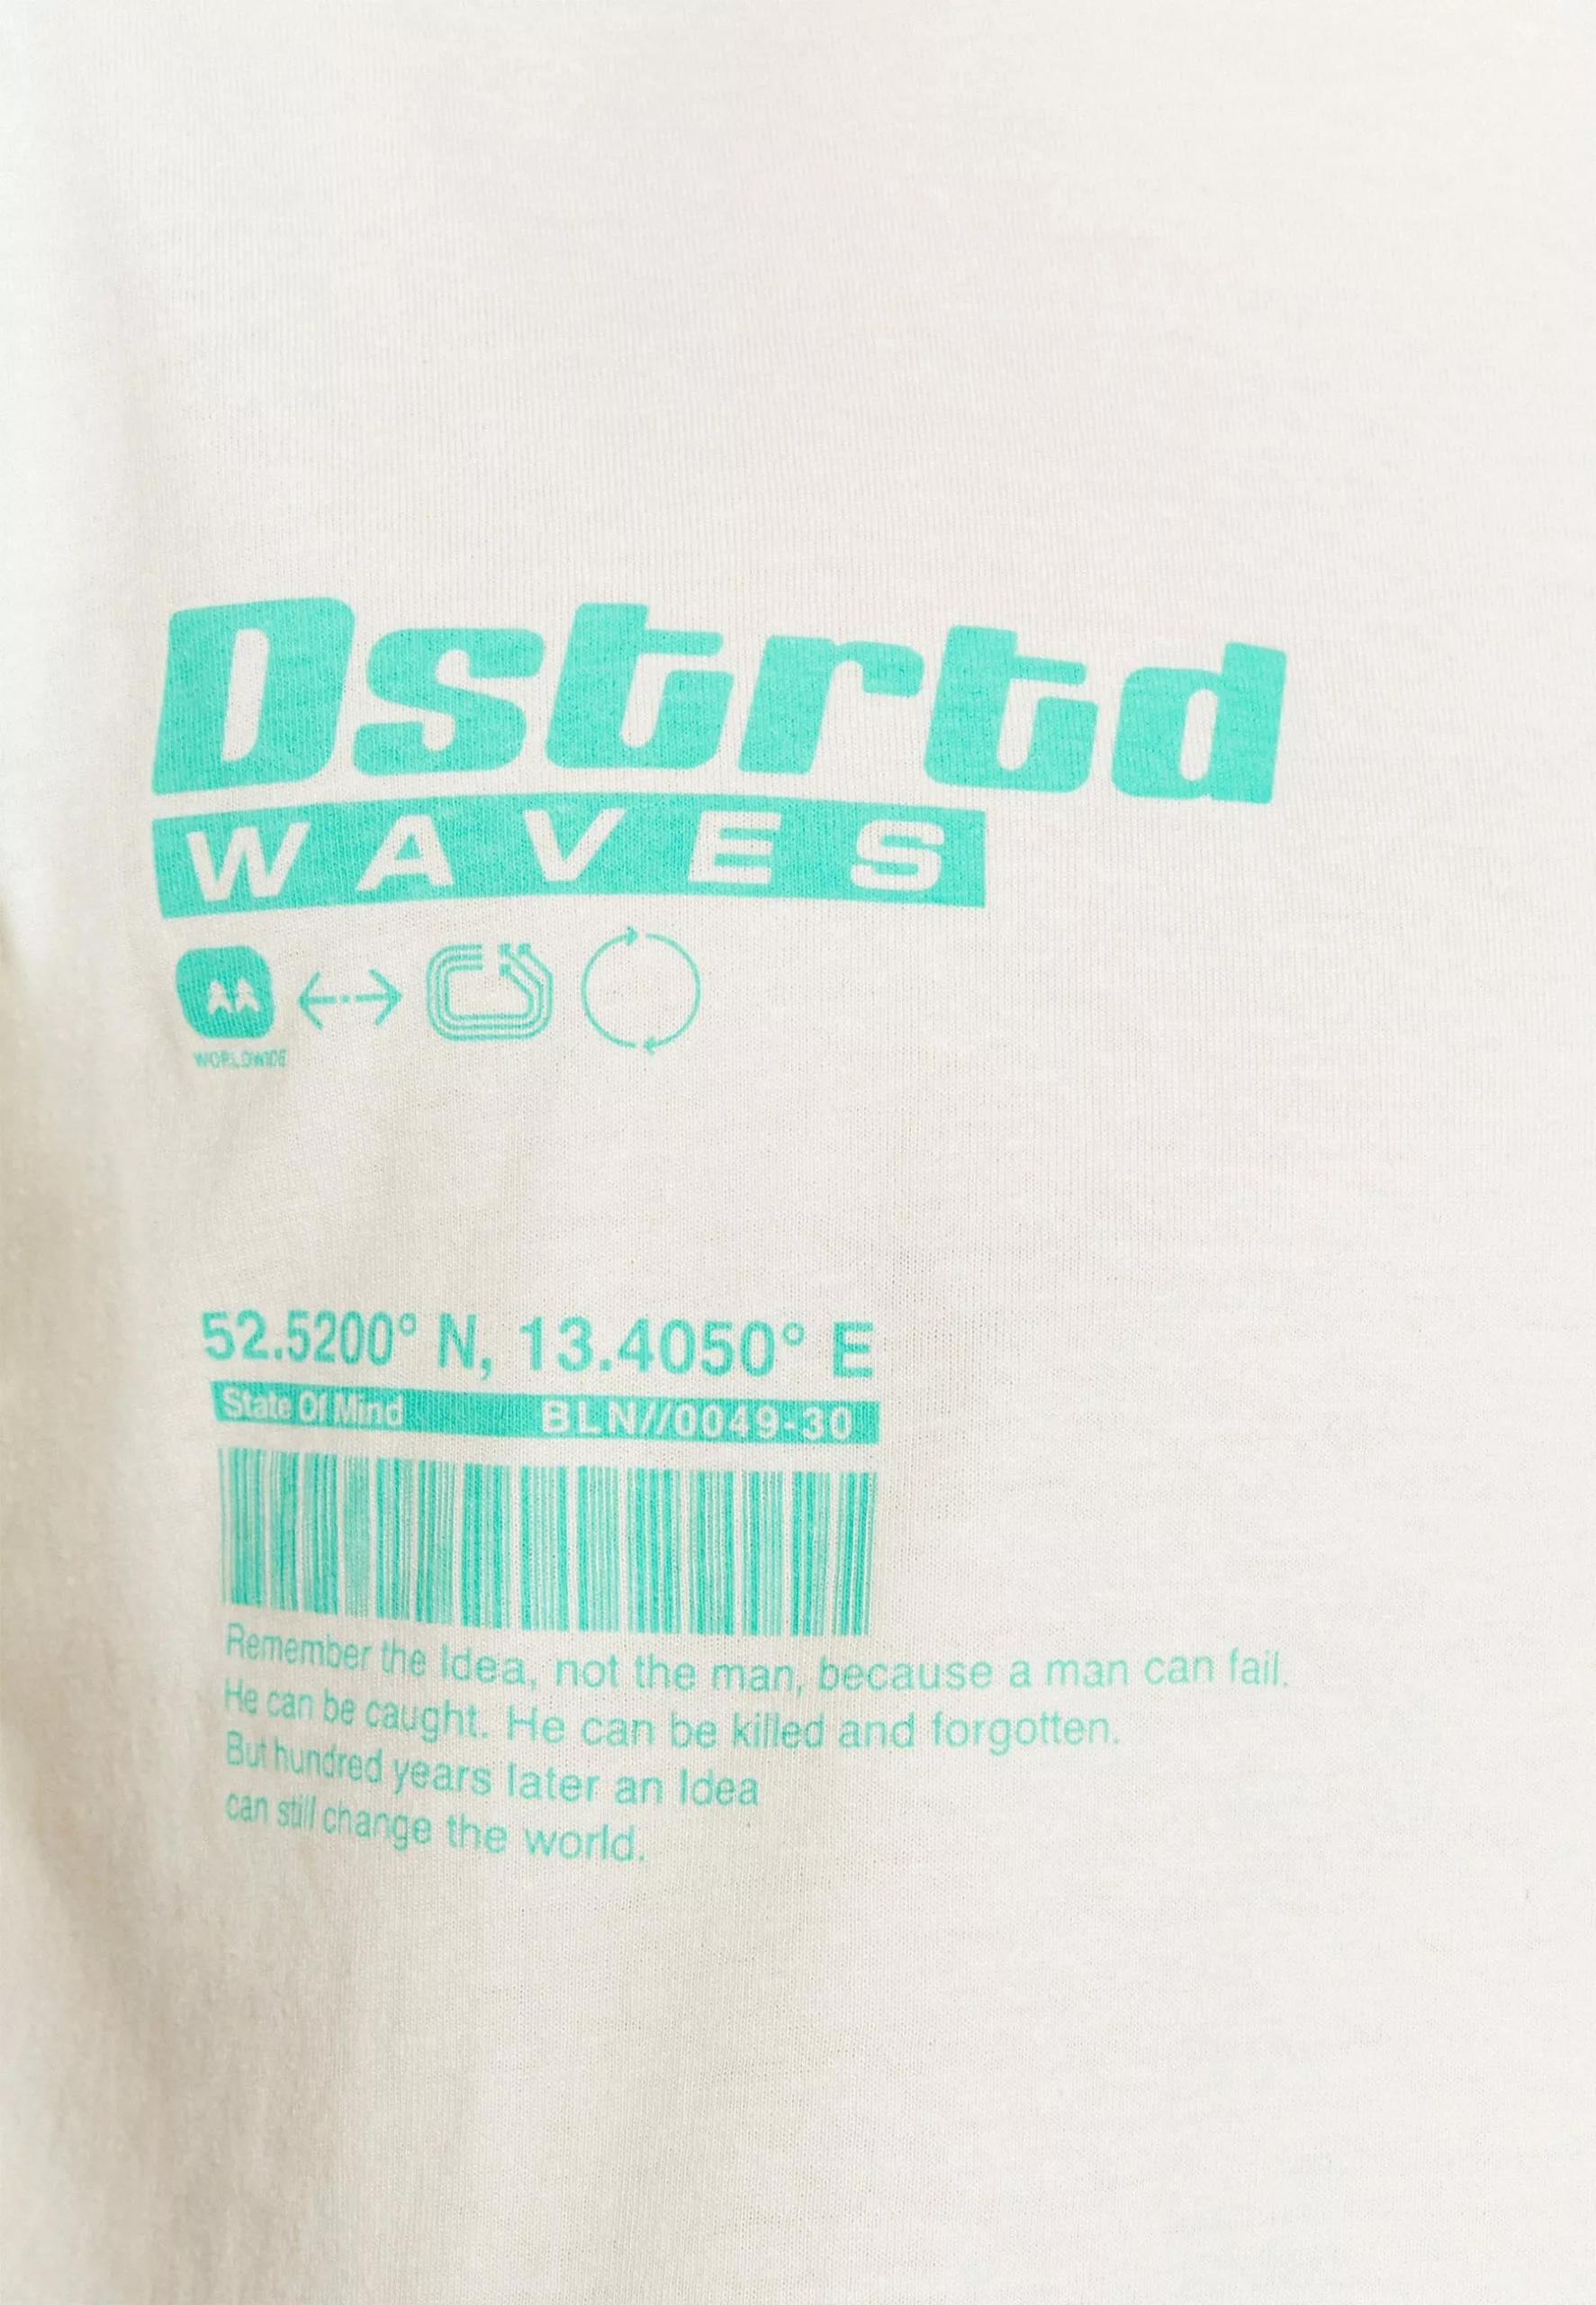 Dstrtd
WAVES
WORLDWIDE
52.5200° N, 13.4050° E
State Of Mind BLN//0049-30
Remember the Idea, not the man, because a man can fail.
He can be caught. He can be killed and forgotten.
But hundred years later an Idea
can still change the world.